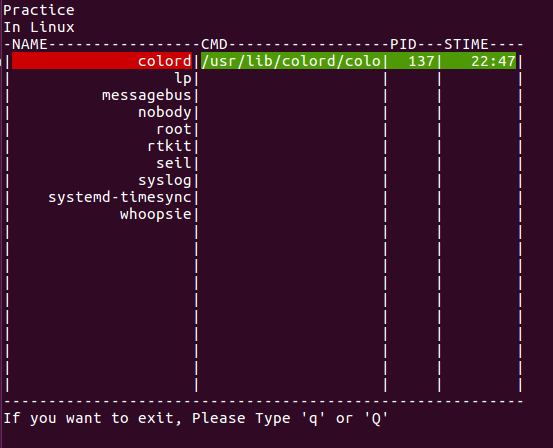 Practice
In Linux
-NAME-----------------CMD------------------PID---STIME----
|              colord|/usr/lib/colord/colo|  137|   22:47|
|                  lp|                    |     |        |
|          messagebus|                    |     |        |
|              nobody|                    |     |        |
|                root|                    |     |        |
|               rtkit|                    |     |        |
|                seil|                    |     |        |
|              syslog|                    |     |        |
|    systemd-timesync|                    |     |        |
|            whoopsie|                    |     |        |
|                    |                    |     |        |
|                    |                    |     |        |
|                    |                    |     |        |
|                    |                    |     |        |
|                    |                    |     |        |
|                    |                    |     |        |
|                    |                    |     |        |
|                    |                    |     |        |
|                    |                    |     |        |
|                    |                    |     |        |
----------------------------------------------------------
If you want to exit, Please Type 'q' or 'Q'